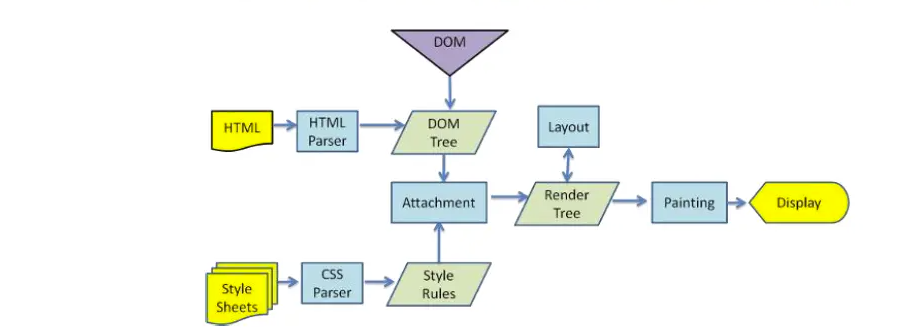 DOM
HTML
HTML
Parser
DOM
Tree
Layout
Attachment
Render
Tree
Painting
Display
Style
Sheets
CSS
Parser
Style
Rules